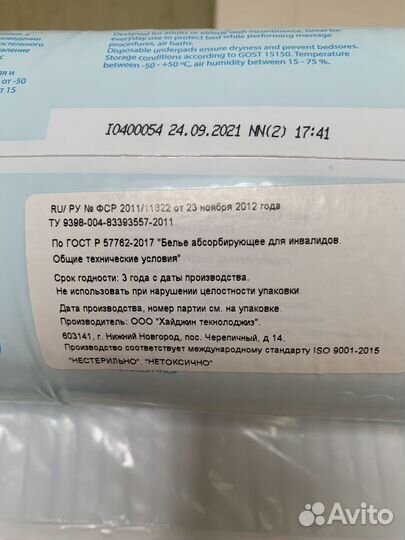 Designed for adults or elderly with incontinence. Great for
everyday use to protect bed while performing massage
procedures, air baths.
Disposable underpads ensure dryness and prevent bedsores.
Storage conditions according to GOST 15150. Temperature
between -50 - +50 ºC, air humidity between 15 - 75 %.
I0400054 24.09.2021 NN(2) 17:41
RU/ РУ № ФСР 2011/11822 от 23 ноября 2012 года
ТУ 9398-004-83393557-2011
По ГОСТ Р 57762-2017 "Белье абсорбирующее для инвалидов.
Общие технические условия"
Срок годности: 3 года с даты производства.
Не использовать при нарушении целостности упаковки
Дата производства, номер партии см. на упаковке.
Производитель: ООО "Хайджин текнолоджиз".
603141, г. Нижний Новгород, пос. Черепичный, д 14.
Производство соответствует международному стандарту ISO 9001-2015
"НЕСТЕРИЛЬНО", "НЕТОКСИЧНО"
Avito